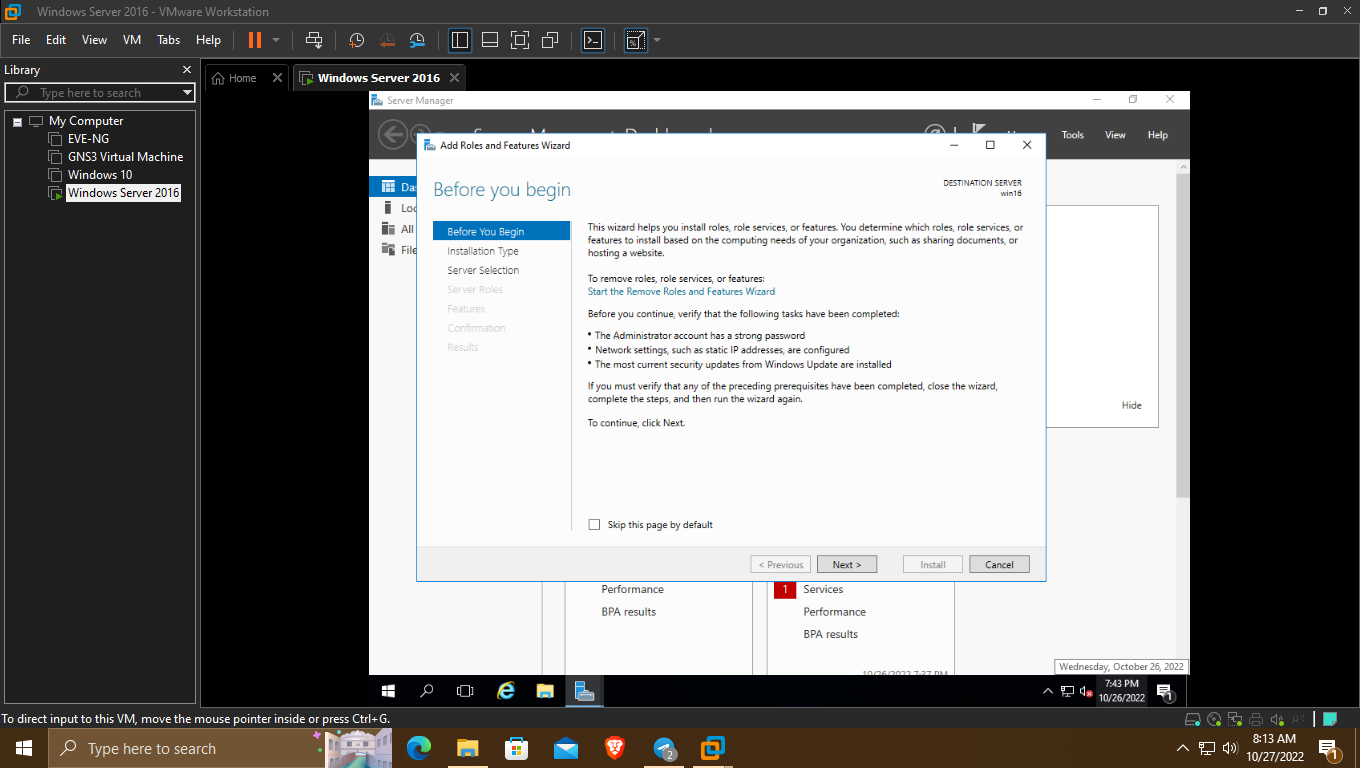 Windows Server 2016 - VMware Workstation
File Edit View VM Tabs Help
Library
Type here to search
My Computer
EVE-NG
GNS3 Virtual Machine
Windows 10
Windows Server 2016
Home
Windows Server 2016
Server Manager
Tools View Help
Add Roles and Features Wizard
Before you begin
DESTINATION SERVER
win16
Before You Begin
Installation Type
Server Selection
Server Roles
Features
Confirmation
Results
This wizard helps you install roles, role services, or features. You determine which roles, role services, or
features to install based on the computing needs of your organization, such as sharing documents, or
hosting a website.
To remove roles, role services, or features:
Start the Remove Roles and Features Wizard
Before you continue, verify that the following tasks have been completed:
• The Administrator account has a strong password
• Network settings, such as static IP addresses, are configured
• The most current security updates from Windows Update are installed
If you must verify that any of the preceding prerequisites have been completed, close the wizard,
complete the steps, and then run the wizard again.
To continue, click Next.
Skip this page by default
< Previous Next > Install Cancel
Hide
All
Performance
BPA results
1 Services
Performance
BPA results
10/26/2022 7:37 PM
Wednesday, October 26, 2022
7:43 PM
10/26/2022
1
To direct input to this VM, move the mouse pointer inside or press Ctrl+G.
Type here to search
2
8:13 AM
10/27/2022
1